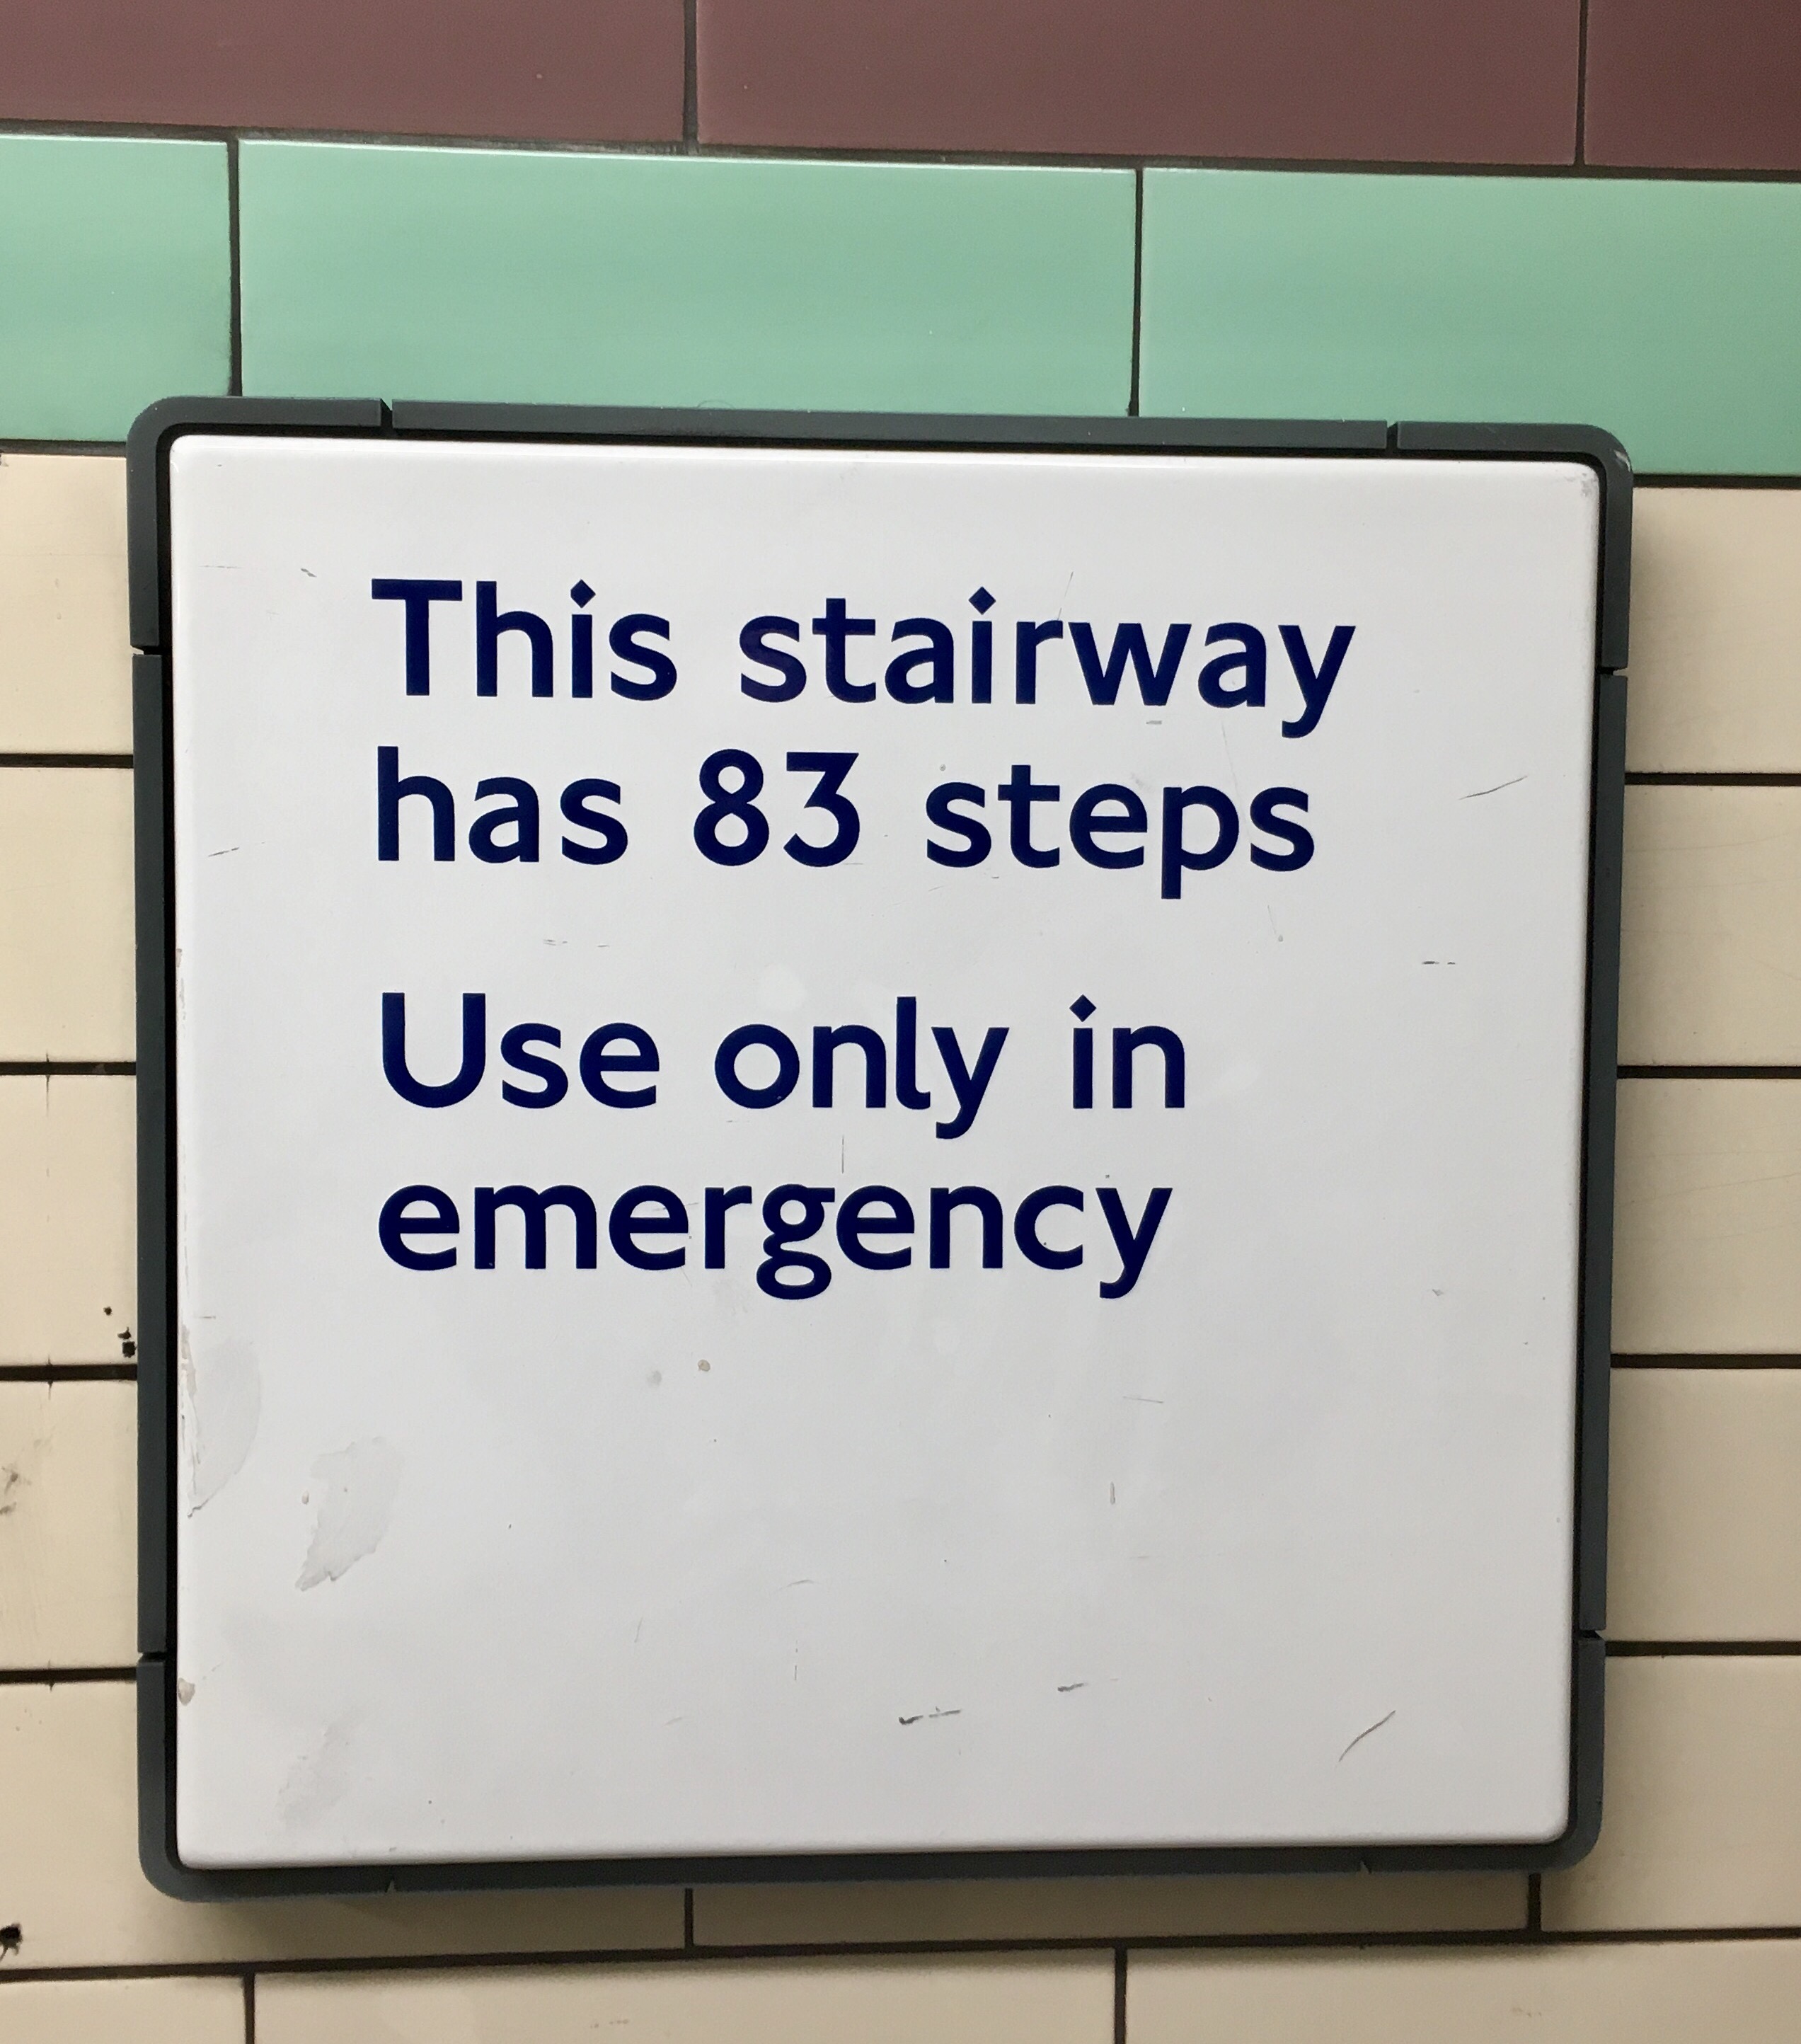 This stairway
has 83 steps
Use only in
emergency